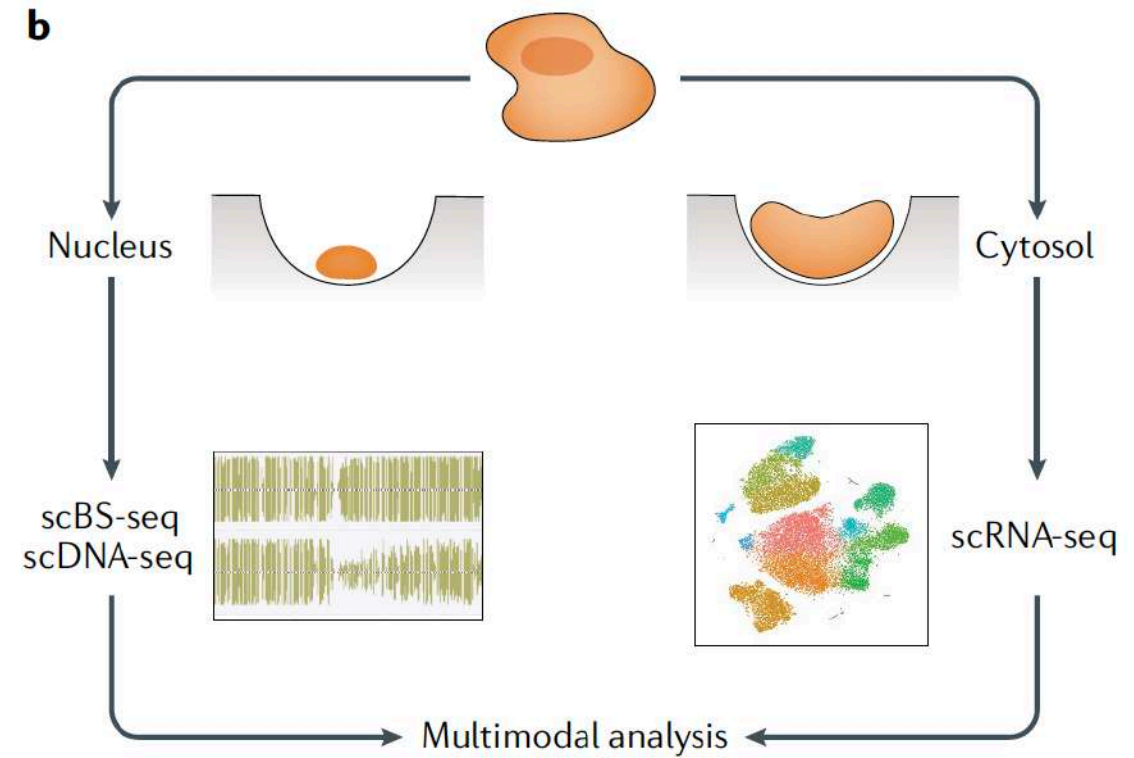 b
Nucleus
Cytosol
scBS-seq
scDNA-seq
scRNA-seq
Multimodal analysis